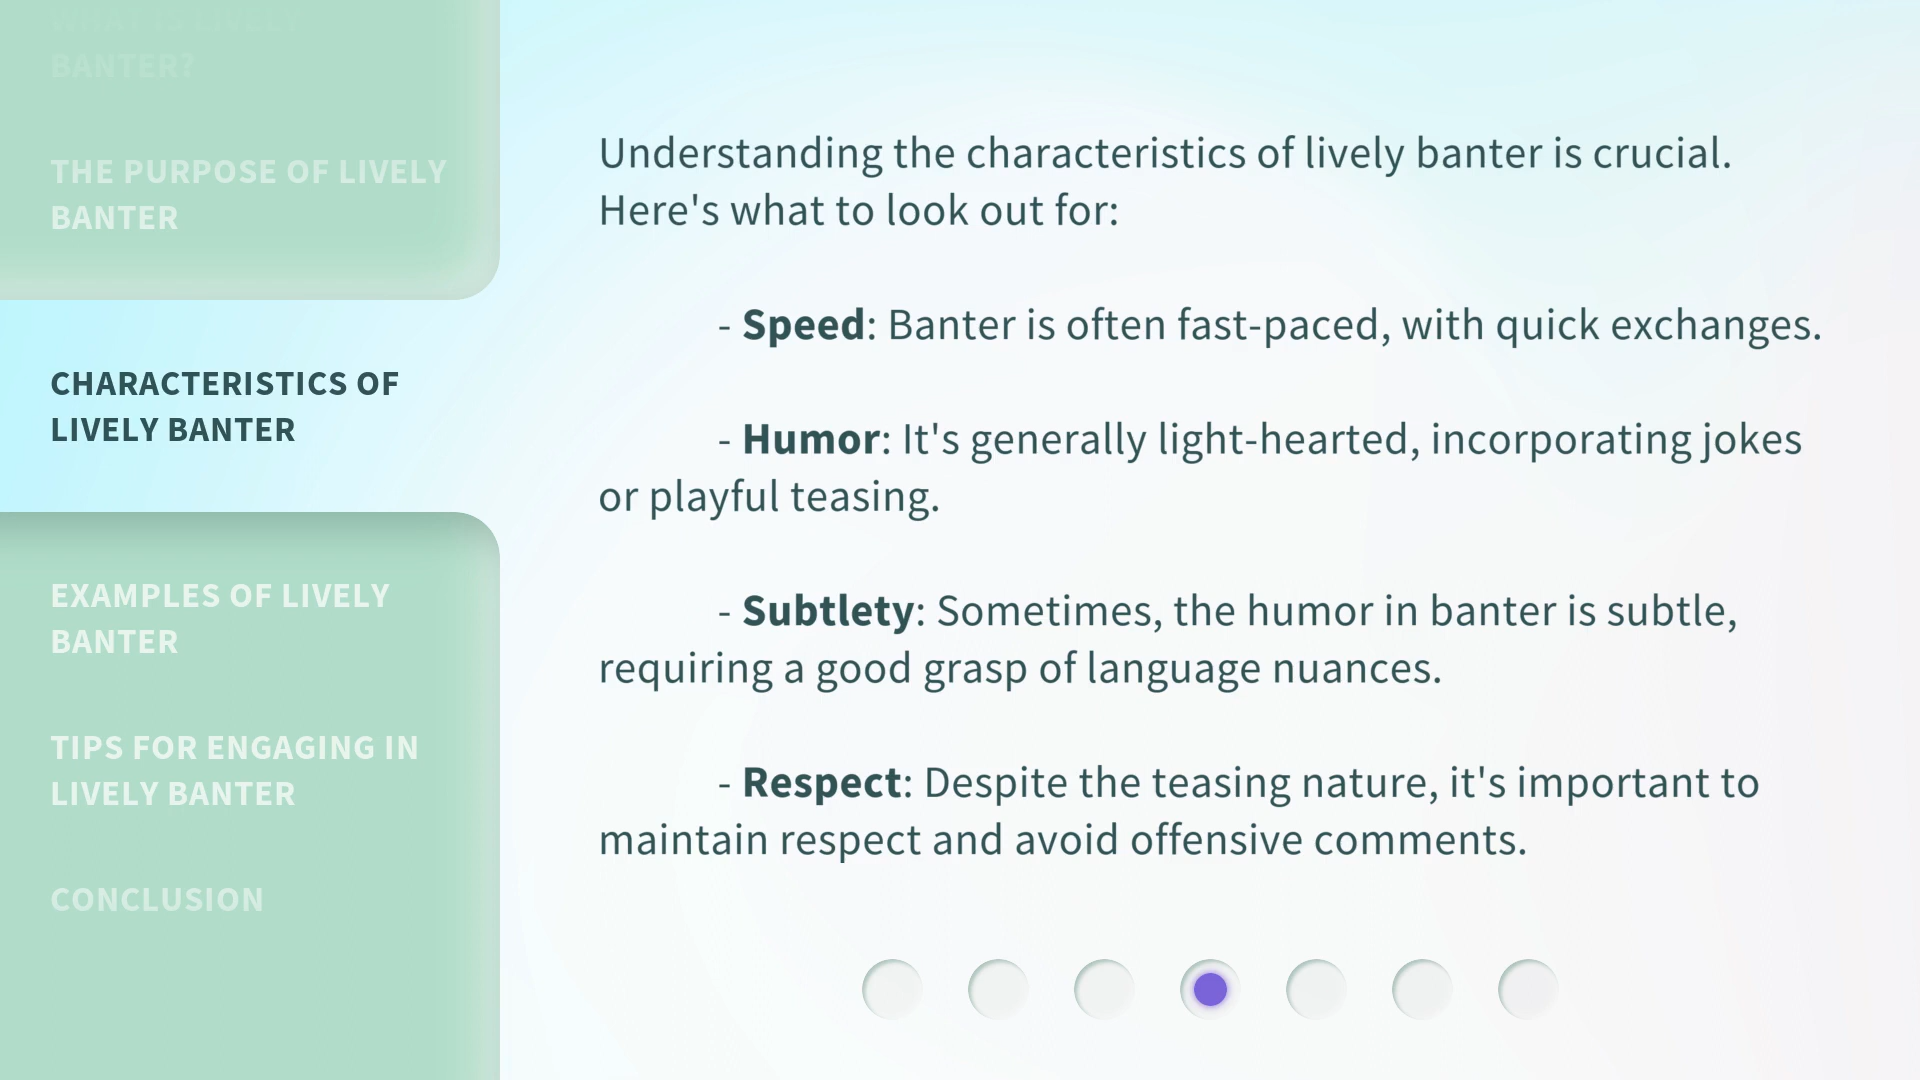 WHAT IS LIVELY
BANTER?
THE PURPOSE OF LIVELY
BANTER
CHARACTERISTICS OF
LIVELY BANTER
EXAMPLES OF LIVELY
BANTER
TIPS FOR ENGAGING IN
LIVELY BANTER
CONCLUSION
Understanding the characteristics of lively banter is crucial.
Here's what to look out for:
- Speed: Banter is often fast-paced, with quick exchanges.
- Humor: It's generally light-hearted, incorporating jokes
or playful teasing.
- Subtlety: Sometimes, the humor in banter is subtle,
requiring a good grasp of language nuances.
- Respect: Despite the teasing nature, it's important to
maintain respect and avoid offensive comments.